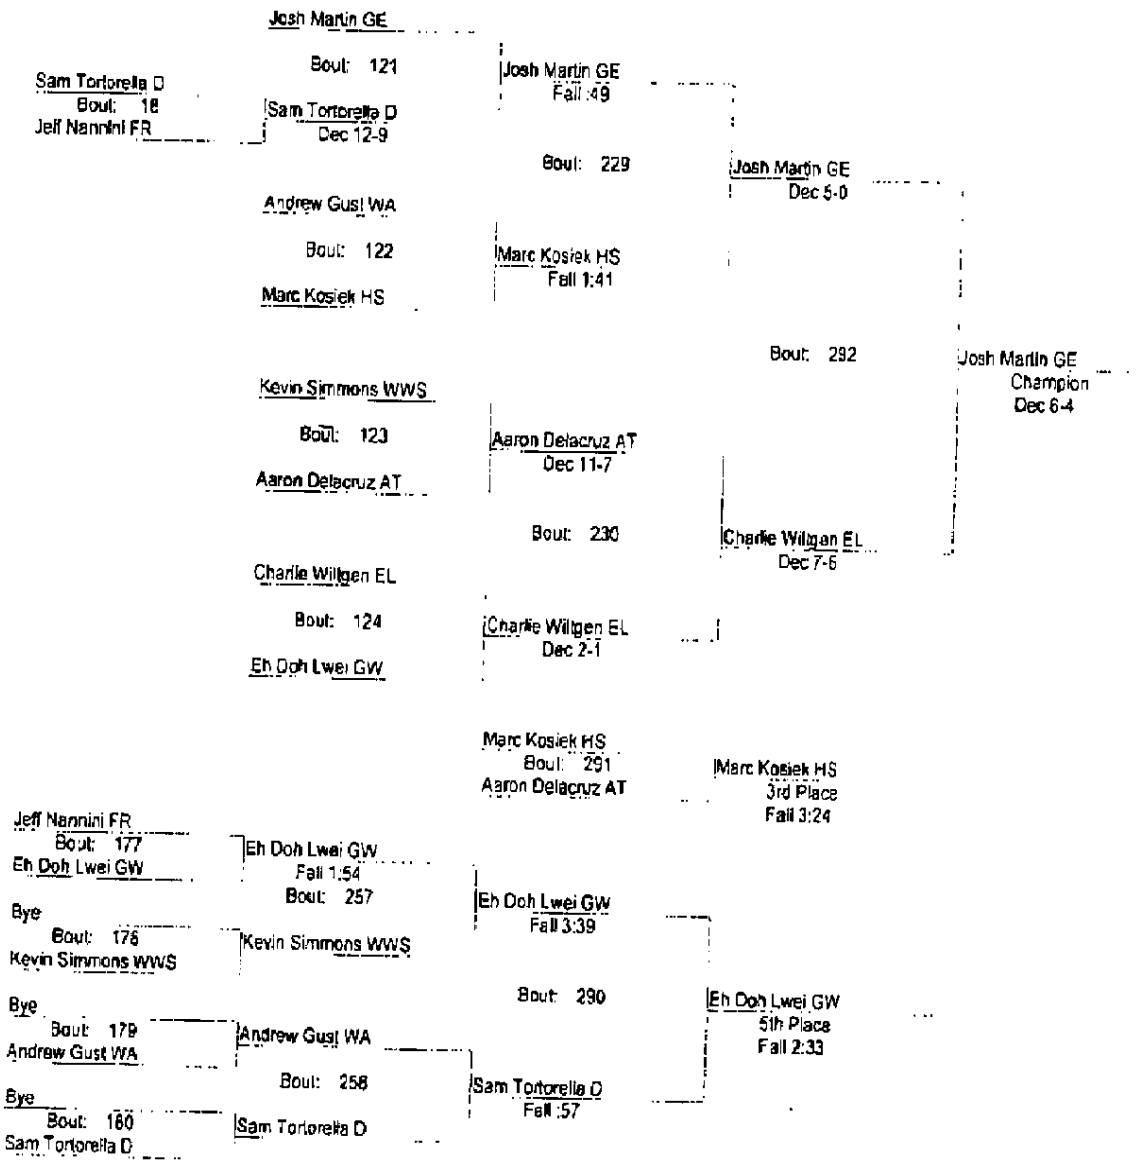 Josh Martin GE
Bout: 121
Josh Martin GE
Fall :49
Sam Tortorella D
Bout: 18
Jeff Nannini FR
Sam Tortorella D
Dec 12-9
Bout: 229
Josh Martin GE
Dec 5-0
Andrew Gust WA
Bout: 122
Marc Kosiek HS
Fall 1:41
Marc Kosiek HS
Bout: 292
Josh Martin GE
Champion
Dec 6-4
Kevin Simmons WWS
Bout: 123
Aaron Delacruz AT
Dec 11-7
Aaron Delacruz AT
Bout: 230
Charlie Wiltgen EL
Dec 7-6
Charlie Wiltgen EL
Bout: 124
Charlie Wiltgen EL
Dec 2-1
Eh Doh Lwei GW
Marc Kosiek HS
Bout: 291
Aaron Delacruz AT
Marc Kosiek HS
3rd Place
Fall 3:24
Jeff Nannini FR
Bout: 177
Eh Doh Lwei GW
Eh Doh Lwei GW
Fall 1:54
Bout: 257
Eh Doh Lwei GW
Fall 3:39
Bye
Bout: 178
Kevin Simmons WWS
Kevin Simmons WWS
Bout: 290
Eh Doh Lwei GW
5th Place
Fall 2:33
Bye
Bout: 179
Andrew Gust WA
Andrew Gust WA
Bout: 258
Sam Tortorella D
Fall :57
Bye
Bout: 180
Sam Tortorella D
Sam Tortorella D